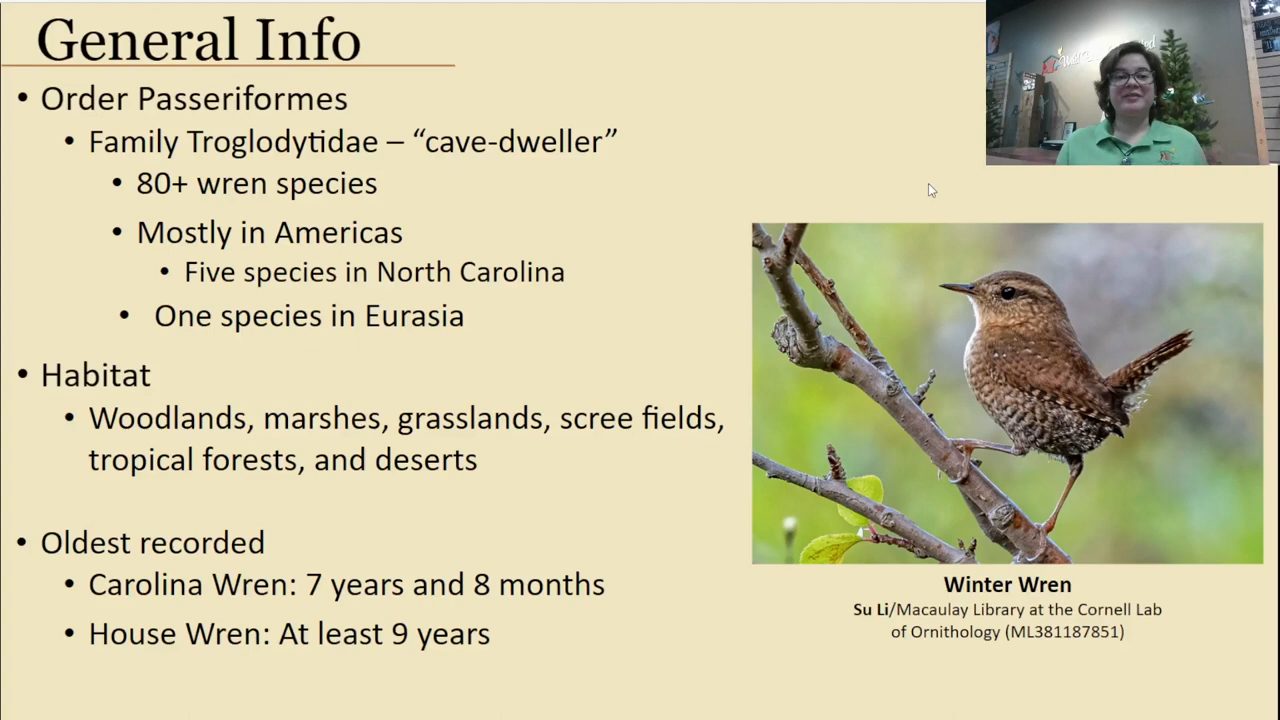 General Info
• Order Passeriformes
• Family Troglodytidae – “cave-dweller”
• 80+ wren species
• Mostly in Americas
• Five species in North Carolina
• One species in Eurasia
• Habitat
• Woodlands, marshes, grasslands, scree fields,
tropical forests, and deserts
• Oldest recorded
• Carolina Wren: 7 years and 8 months
• House Wren: At least 9 years
Winter Wren
Su Li/Macaulay Library at the Cornell Lab
of Ornithology (ML381187851)